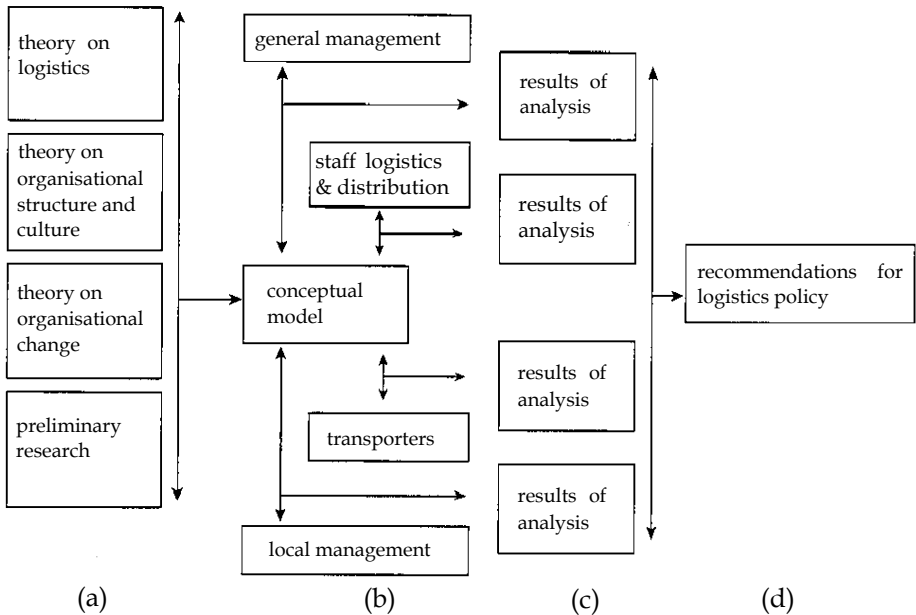 theory on
logistics
theory on
organisational
structure and
culture
theory on
organisational
change
preliminary
research
general management
staff logistics
& distribution
conceptual
model
transporters
local management
results of
analysis
results of
analysis
results of
analysis
results of
analysis
recommendations for
logistics policy
(a)
(b)
(c)
(d)